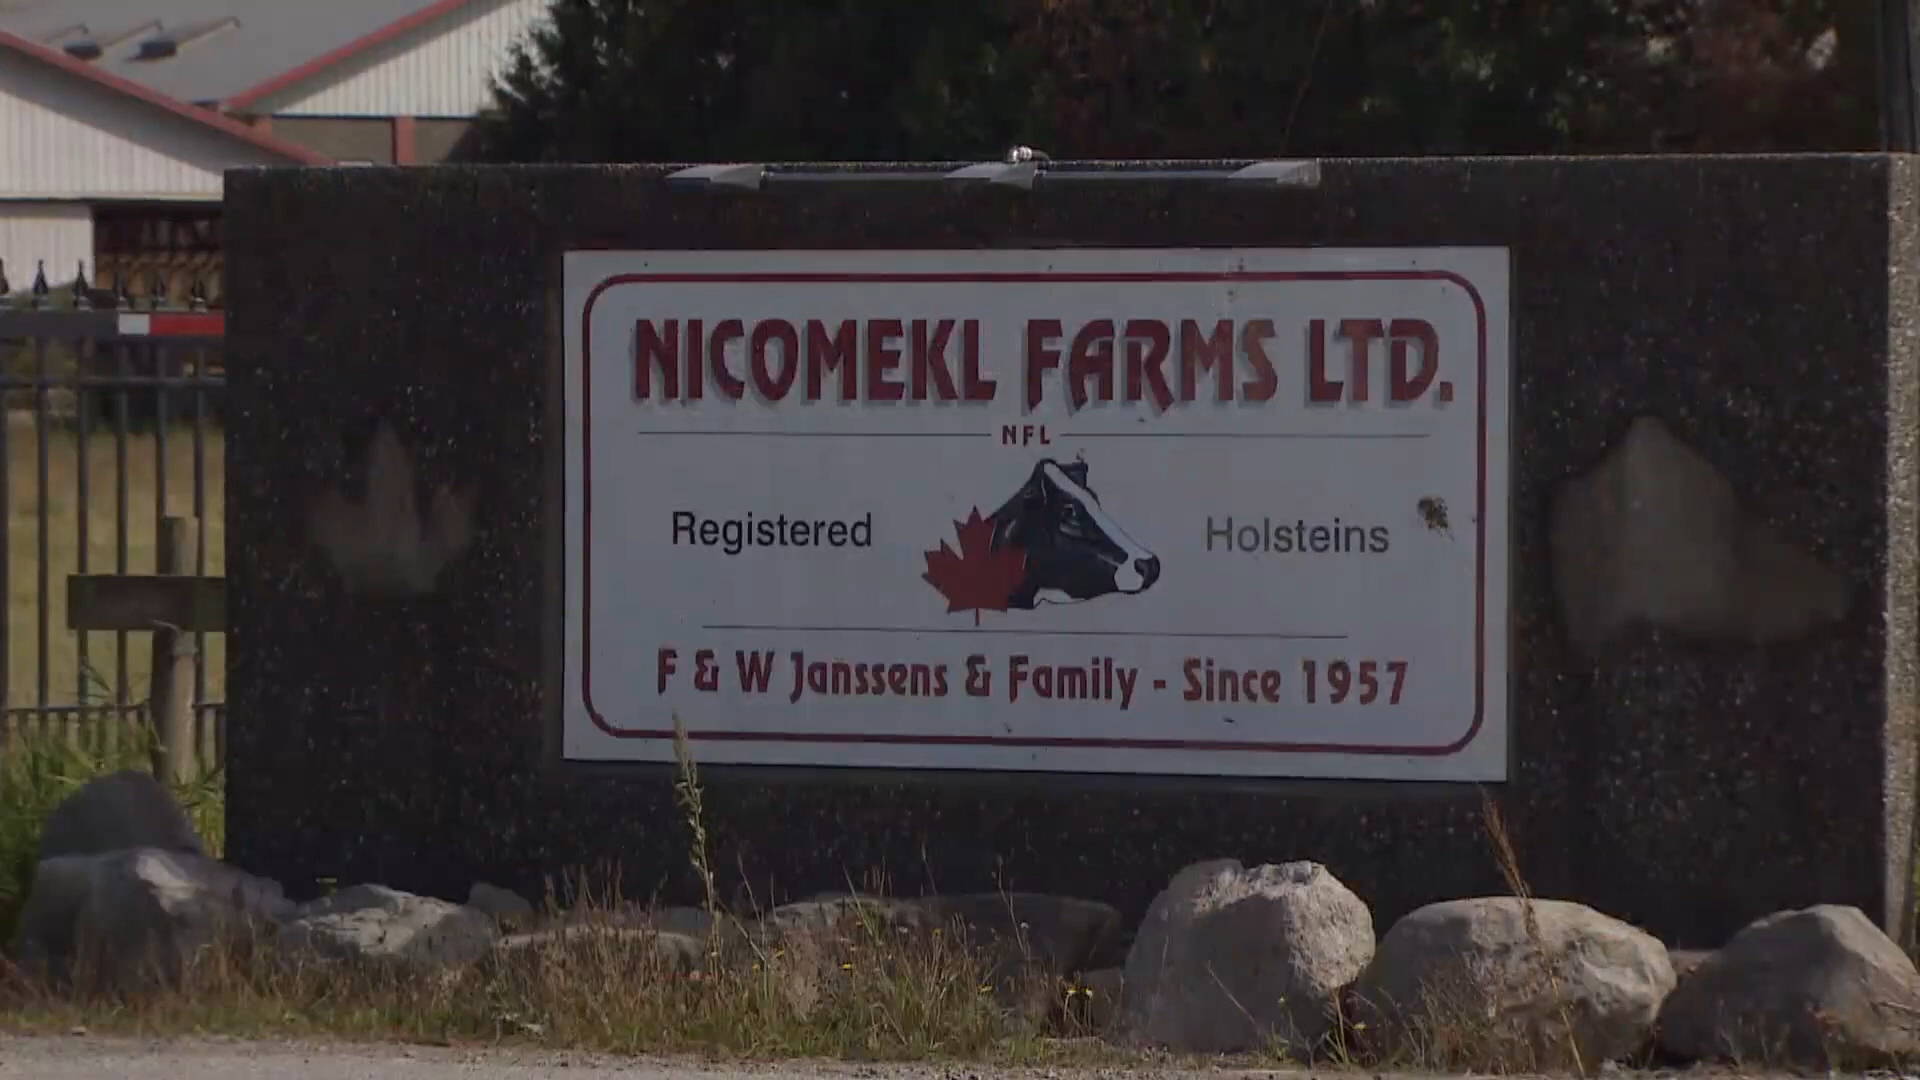 NICOMEKL FARMS LTD.
NFL
Registered Holsteins
F & W Janssens & Family - Since 1957